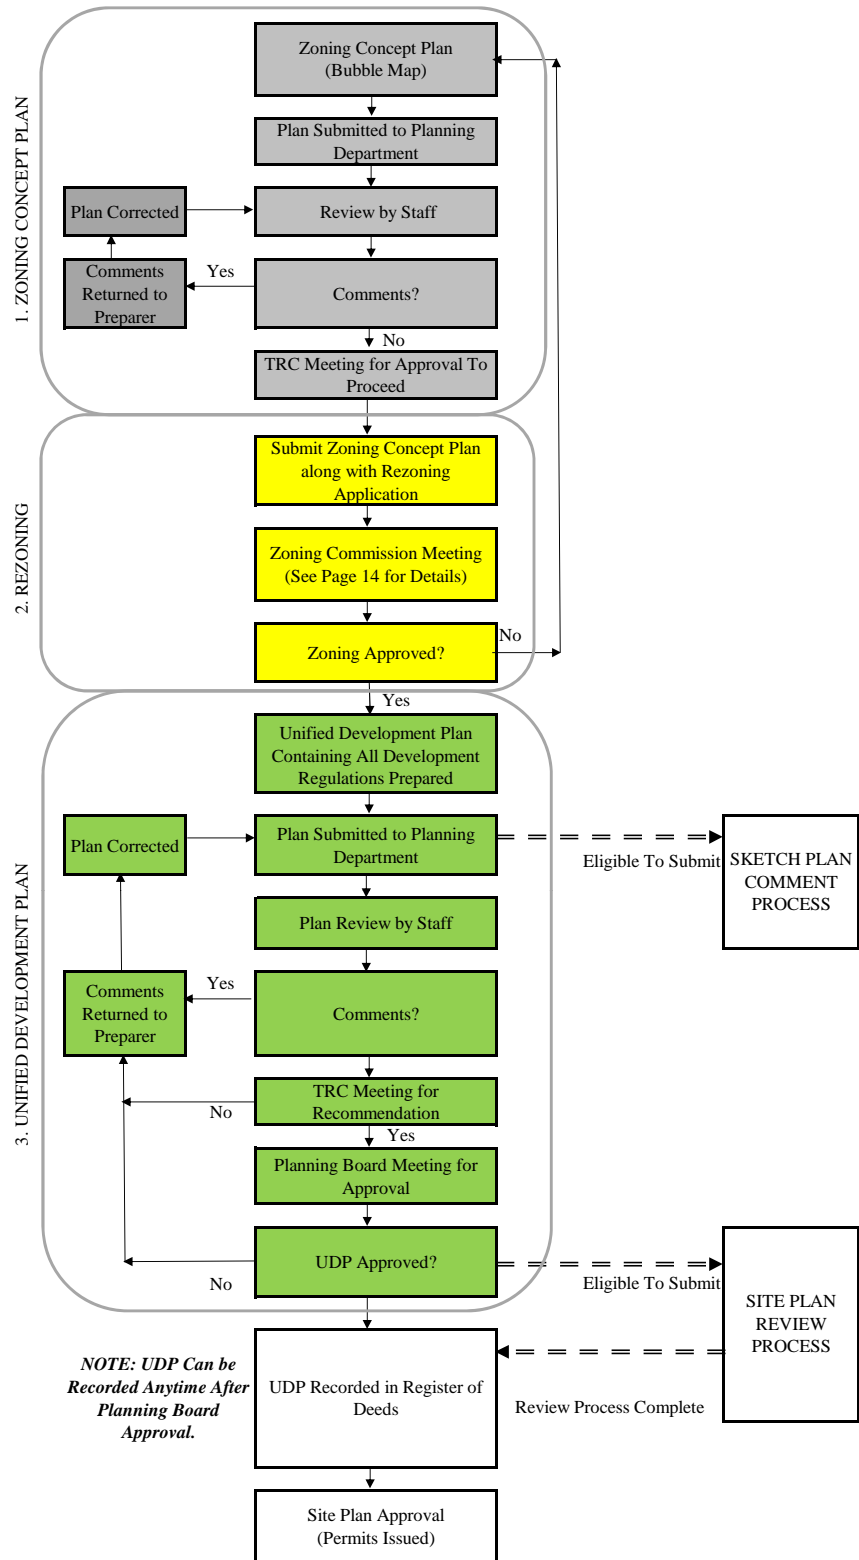 1. ZONING CONCEPT PLAN
Zoning Concept Plan
(Bubble Map)
Plan Submitted to Planning
Department
Plan Corrected
Review by Staff
Comments
Returned to
Preparer
Yes
Comments?
No
TRC Meeting for Approval To
Proceed
2. REZONING
Submit Zoning Concept Plan
along with Rezoning
Application
Zoning Commission Meeting
(See Page 14 for Details)
Zoning Approved?
No
Yes
3. UNIFIED DEVELOPMENT PLAN
Unified Development Plan
Containing All Development
Regulations Prepared
Plan Corrected
Plan Submitted to Planning
Department
Eligible To Submit
SKETCH PLAN
COMMENT
PROCESS
Plan Review by Staff
Comments
Returned to
Preparer
Yes
Comments?
No
TRC Meeting for
Recommendation
Yes
Planning Board Meeting for
Approval
UDP Approved?
No
Eligible To Submit
SITE PLAN
REVIEW
PROCESS
NOTE: UDP Can be
Recorded Anytime After
Planning Board
Approval.
UDP Recorded in Register of
Deeds
Review Process Complete
Site Plan Approval
(Permits Issued)